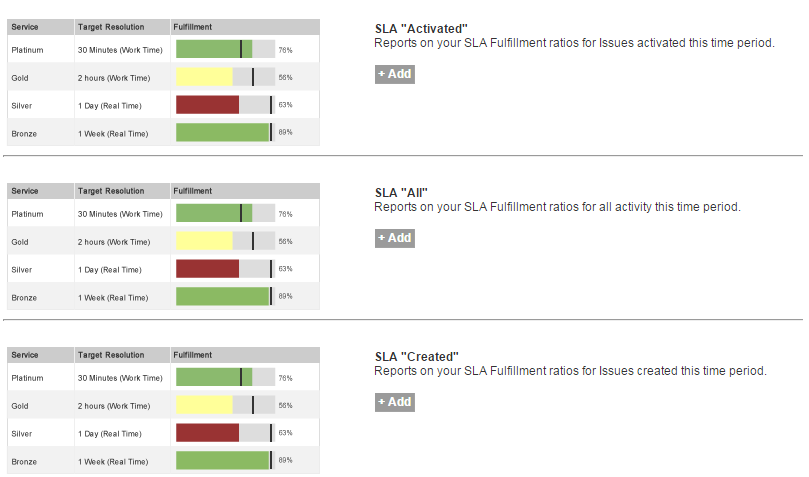 Service Target Resolution Fulfillment
Platinum 30 Minutes (Work Time) 76%
Gold 2 hours (Work Time) 56%
Silver 1 Day (Real Time) 63%
Bronze 1 Week (Real Time) 89%
SLA "Activated"
Reports on your SLA Fulfillment ratios for Issues activated this time period.
+ Add
Service Target Resolution Fulfillment
Platinum 30 Minutes (Work Time) 76%
Gold 2 hours (Work Time) 56%
Silver 1 Day (Real Time) 63%
Bronze 1 Week (Real Time) 89%
SLA "All"
Reports on your SLA Fulfillment ratios for all activity this time period.
+ Add
Service Target Resolution Fulfillment
Platinum 30 Minutes (Work Time) 76%
Gold 2 hours (Work Time) 56%
Silver 1 Day (Real Time) 63%
Bronze 1 Week (Real Time) 89%
SLA "Created"
Reports on your SLA Fulfillment ratios for Issues created this time period.
+ Add